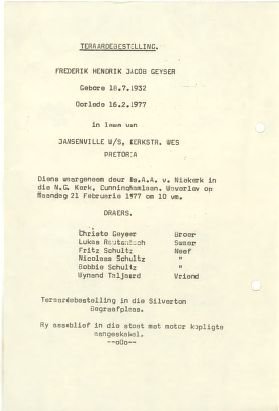 TERAARDEBESTELLING.
FREDERIK HENDRIK JACOB GEYSER
Gebore 18.7.1932
Oorlede 16.2.1977
in lewe van
JANSENVILLE W/S, KERKSTR. WES
PRETORIA
Diens waargeneem deur Ds.A.A. v. Niekerk in
die N.G. Kerk, Cunninghamlaan. Waverley op
Maandag 21 Februarie 1977 om 10 vm.
DRAERS.
Christo Geyser Broer
Lukas Rautenbach Swaer
Fritz Schultz Neef
Nicolaas Schultz "
Bobbie Schultz "
Wynand Taljaard Vriend
Teraardebestelling in die Silverton
Begraafplaas.
Ry asseblief in die stoet met motor kopligte
aangeskakel.
--oOo--